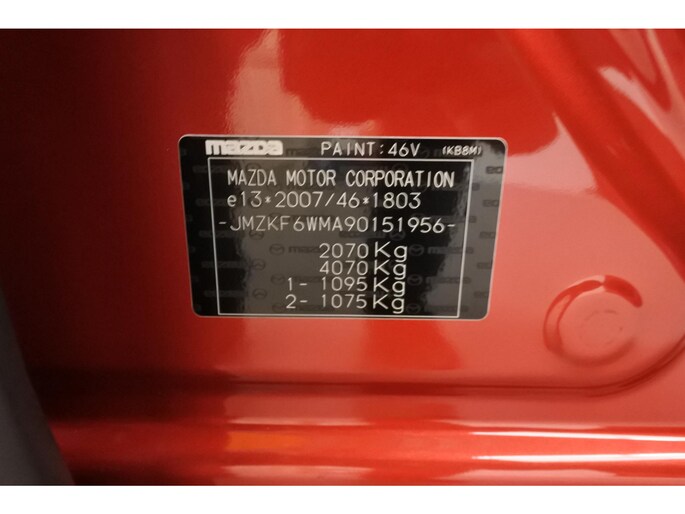 mazda PAINT:46V (KB8M)
MAZDA MOTOR CORPORATION
e13*2007/46*1803
-JMZKF6WMA90151956-
2070Kg
4070Kg
1- 1095Kg
2- 1075Kg